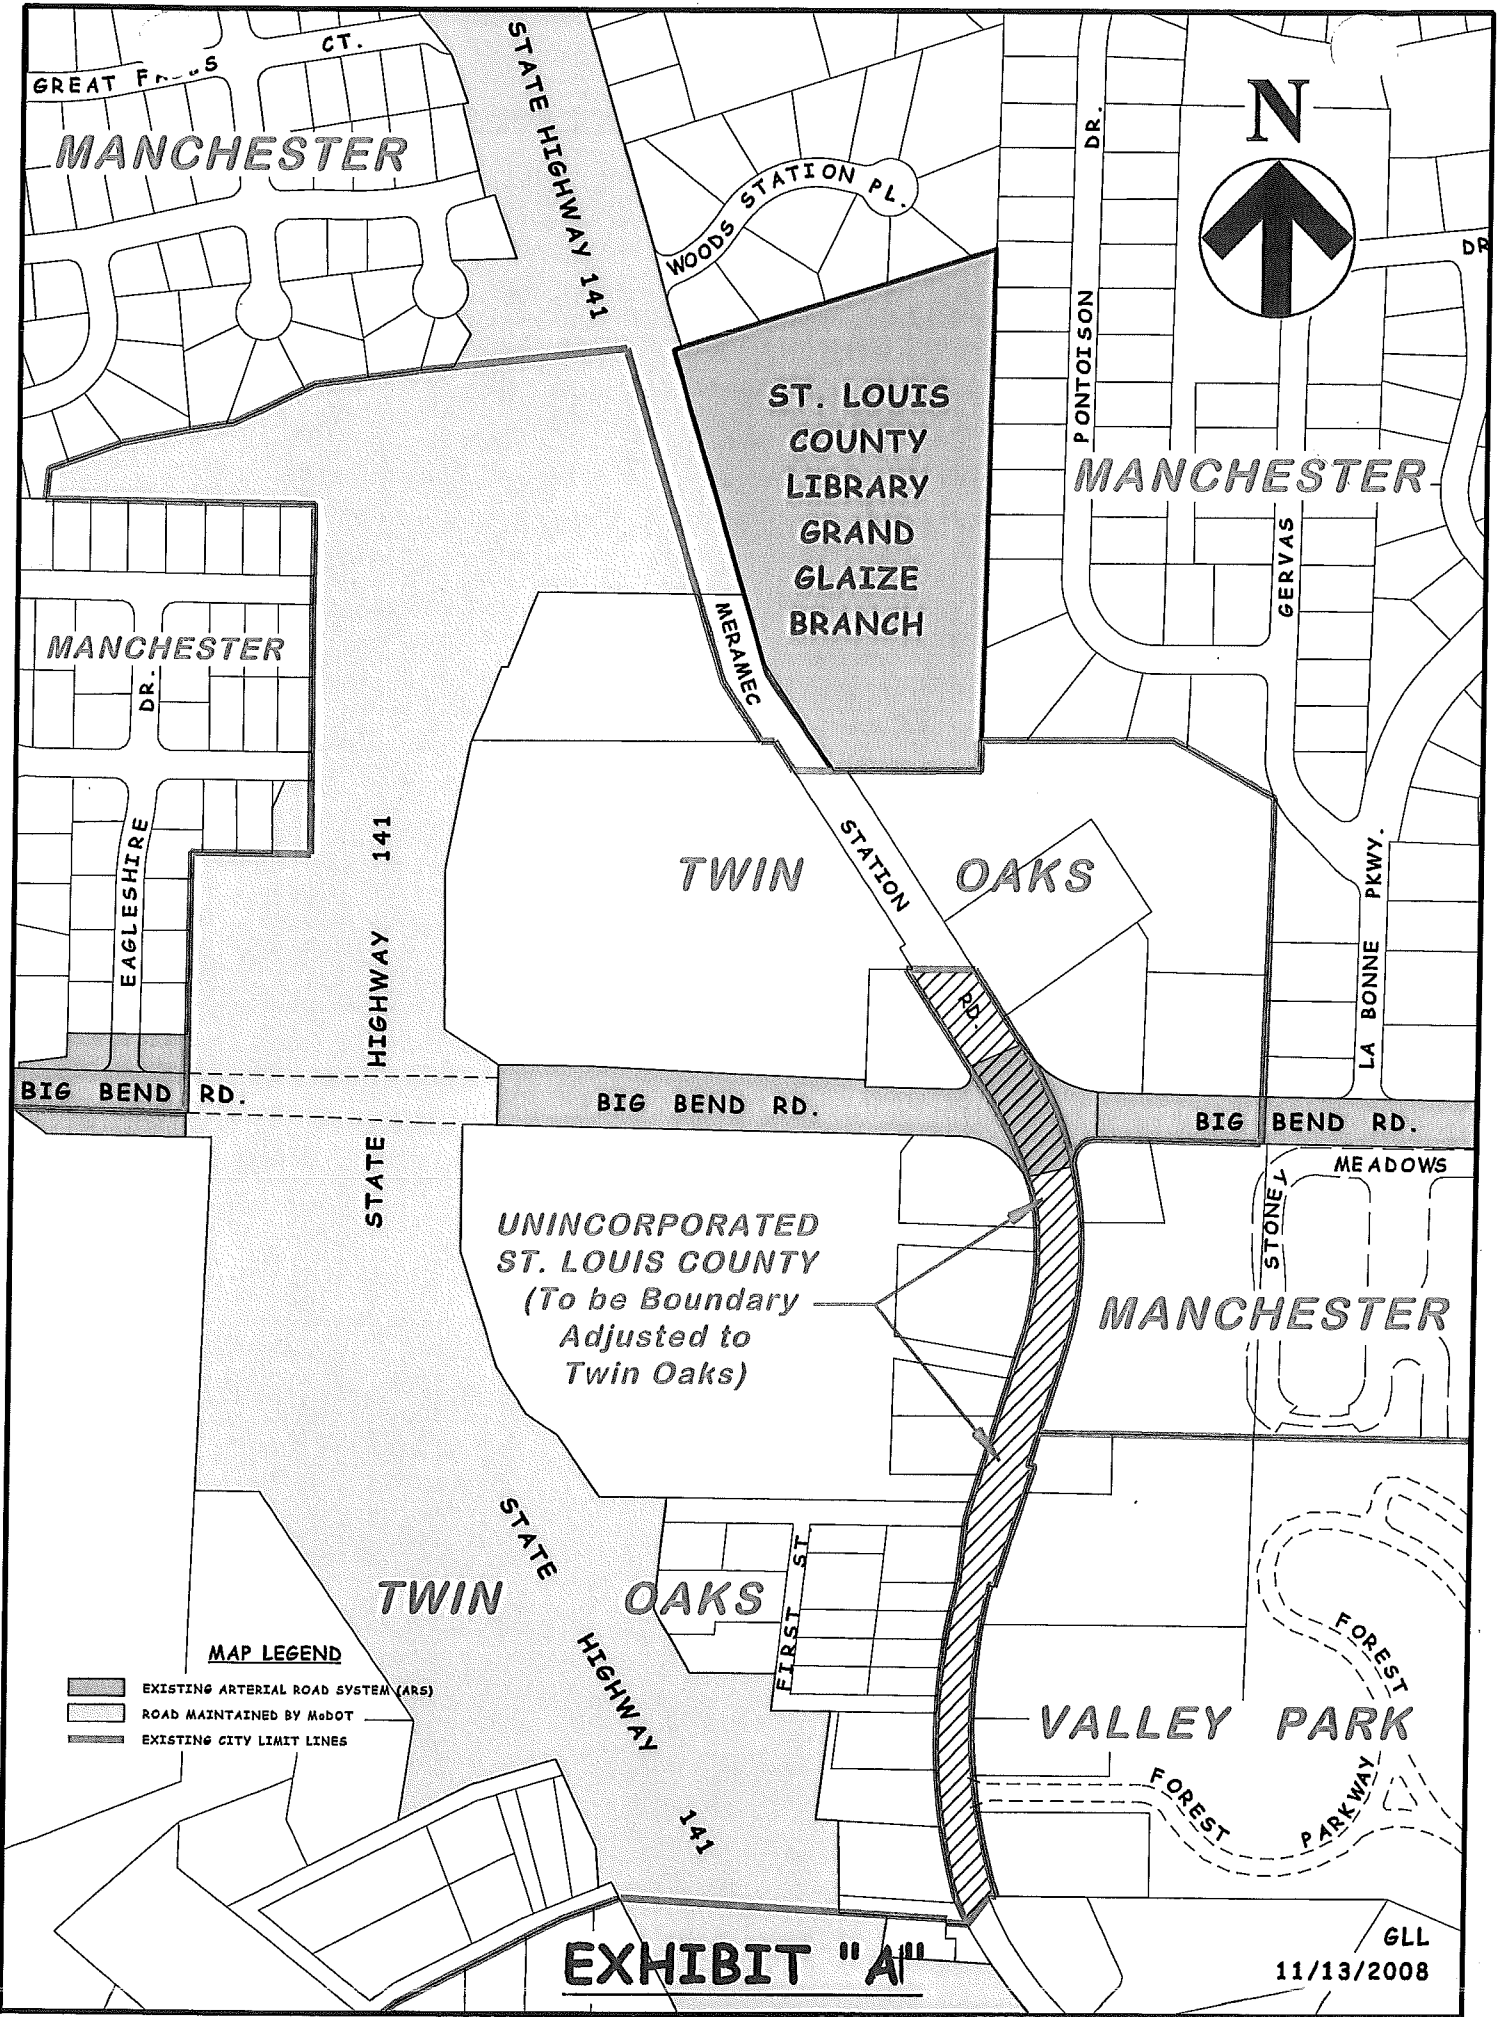 GREAT
CT.
MANCHESTER
STATE HIGHWAY 141
WOODS STATION PL.
N
DR.
DR
PONTOISON
ST. LOUIS
COUNTY
LIBRARY
GRAND
GLAIZE
BRANCH
MANCHESTER
GERVAS
MANCHESTER
DR.
MERAMEC
STATION
RD.
EAGLESHIRE
TWIN OAKS
STATE HIGHWAY 141
LA BONNE PKWY.
BIG BEND RD.
BIG BEND RD.
BIG BEND RD.
MEADOWS
STONEY
UNINCORPORATED
ST. LOUIS COUNTY
(To be Boundary
Adjusted to
Twin Oaks)
MANCHESTER
STATE HIGHWAY 141
TWIN OAKS
FIRST ST
MAP LEGEND
EXISTING ARTERIAL ROAD SYSTEM (ARS)
ROAD MAINTAINED BY MoDOT
EXISTING CITY LIMIT LINES
FOREST
VALLEY PARK
FOREST
PARKWAY
EXHIBIT "A"
GLL
11/13/2008